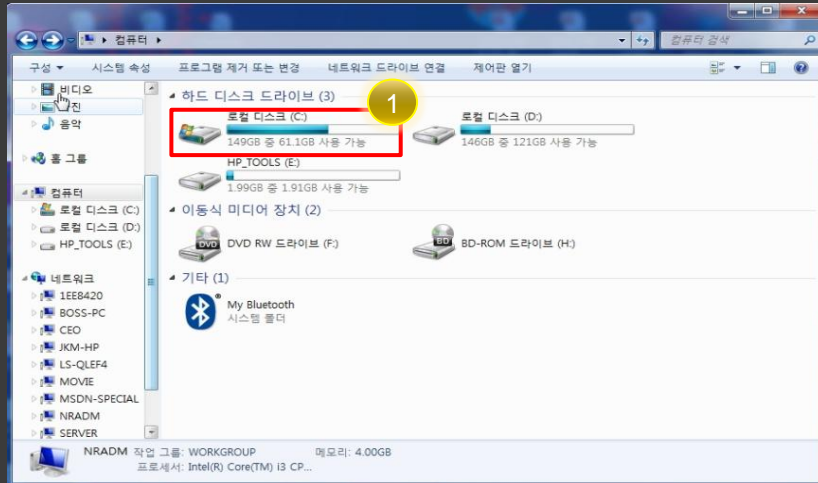 컴퓨터
컴퓨터 검색
구성 시스템 속성 프로그램 제거 또는 변경 네트워크 드라이브 연결 제어판 열기
비디오
음악
홈 그룹
컴퓨터
로컬 디스크 (C:)
로컬 디스크 (D:)
HP_TOOLS (E:)
네트워크
1EE8420
BOSS-PC
CEO
JKM-HP
LS-QLEF4
MOVIE
MSDN-SPECIAL
NRADM
SERVER
하드 디스크 드라이브 (3)
1
로컬 디스크 (C:)
149GB 중 61.1GB 사용 가능
로컬 디스크 (D:)
146GB 중 121GB 사용 가능
HP_TOOLS (E:)
1.99GB 중 1.91GB 사용 가능
이동식 미디어 장치 (2)
DVD
DVD RW 드라이브 (F:)
BD
BD-ROM 드라이브 (H:)
기타 (1)
My Bluetooth
시스템 폴더
NRADM 작업 그룹: WORKGROUP 메모리: 4.00GB
프로세서: Intel(R) Core(TM) i3 CP...